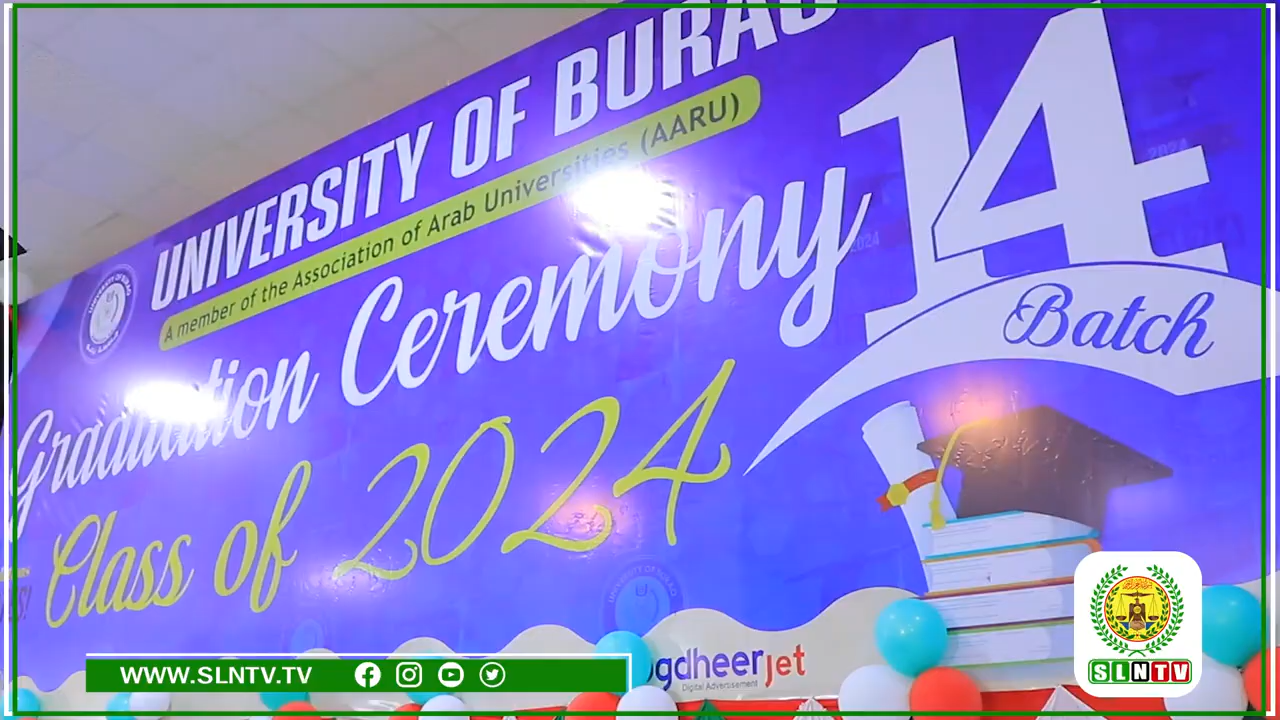 UNIVERSITY OF BURAO
A member of the Association of Arab Universities (AARU)
Graduation Ceremony
14
Batch
Class of 2024
gdheerjet
Digital Advertisement
WWW.SLNTV.TV
SLNTV